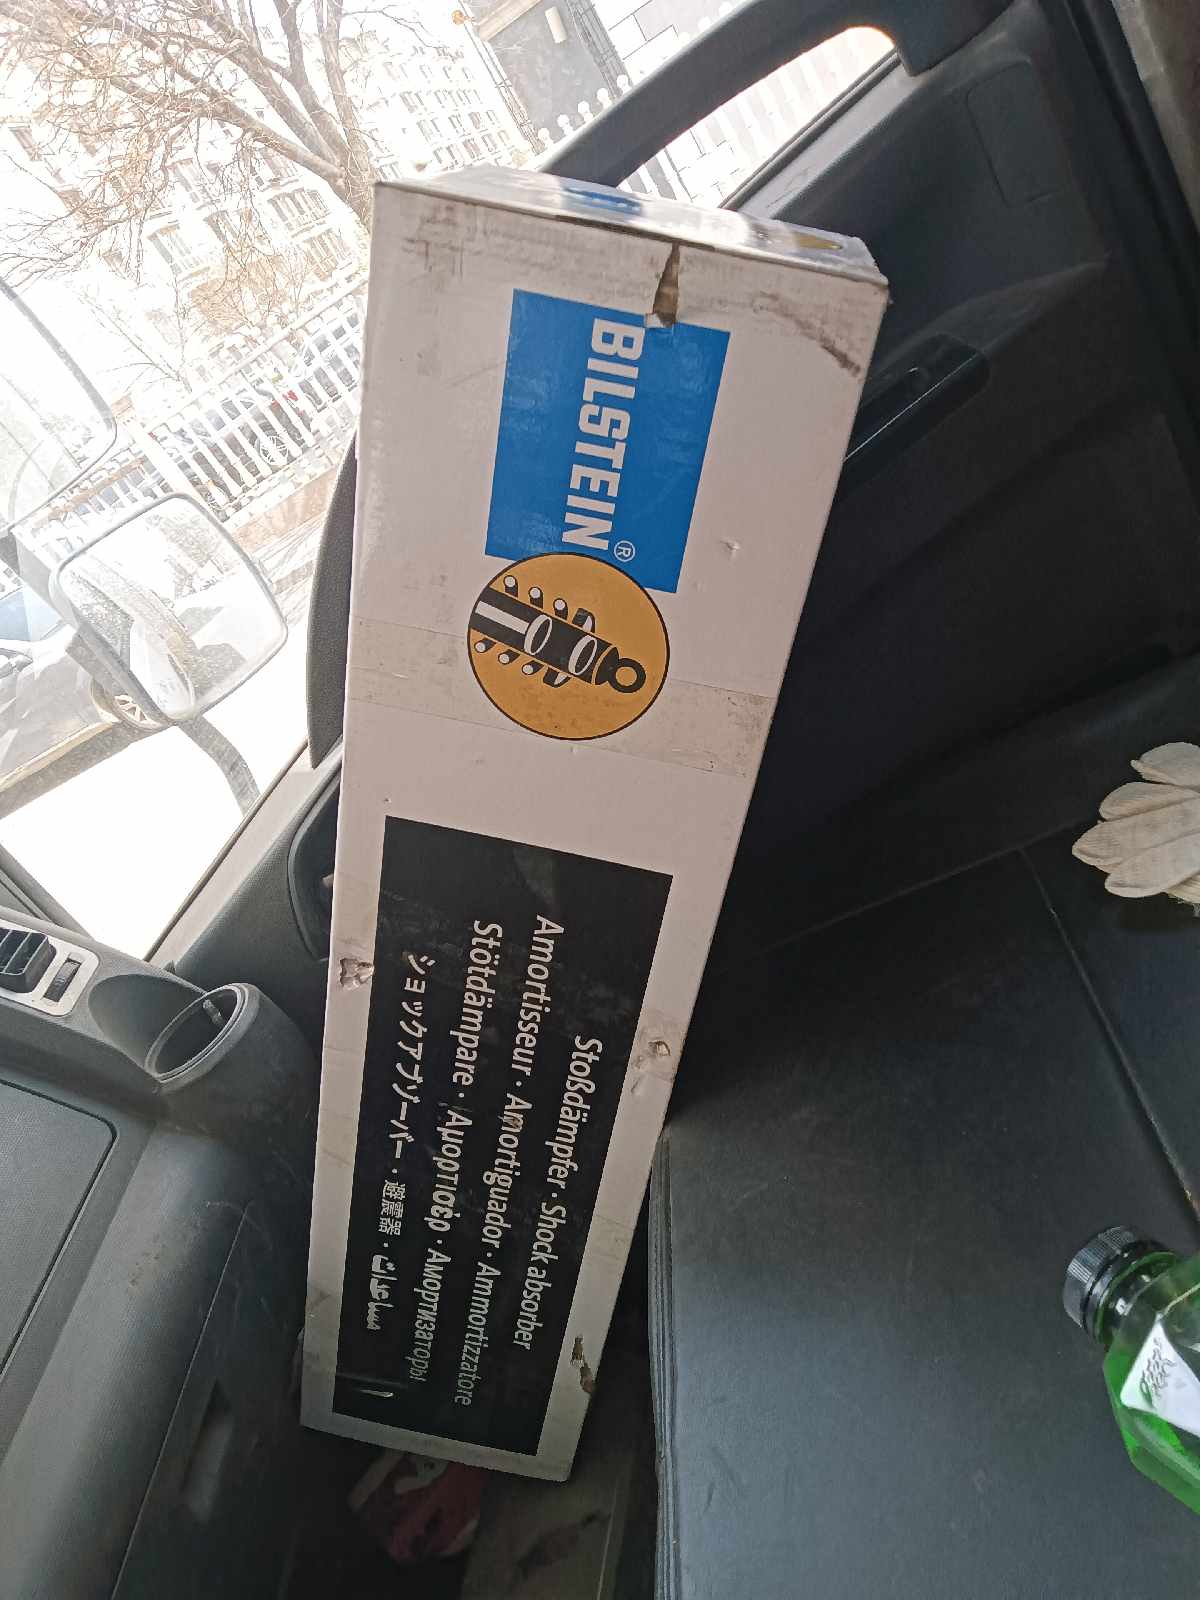 BILSTEIN®
Stoßdämpfer · Shock absorber
Amortisseur · Amortiguador · Ammortizzatore
Stötdämpare · Αμορτισέρ · Амортизаторы
ショックアブソーバー · 避震器 · مساعدات